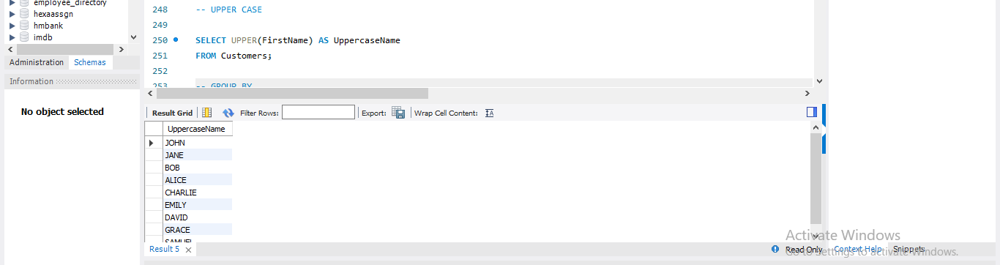 employee_directory
hexaassgn
hmbank
imdb
Administration Schemas
Information
No object selected
248 -- UPPER CASE
249
250 SELECT UPPER(FirstName) AS UppercaseName
251 FROM Customers;
252
253 -- GROUP BY
Result Grid Filter Rows: Export: Wrap Cell Content:
UppercaseName
JOHN
JANE
BOB
ALICE
CHARLIE
EMILY
DAVID
GRACE
SAMUEL
Result 5
Read Only
Context Help Snippets
Activate Windows
Go to Settings to activate Windows.